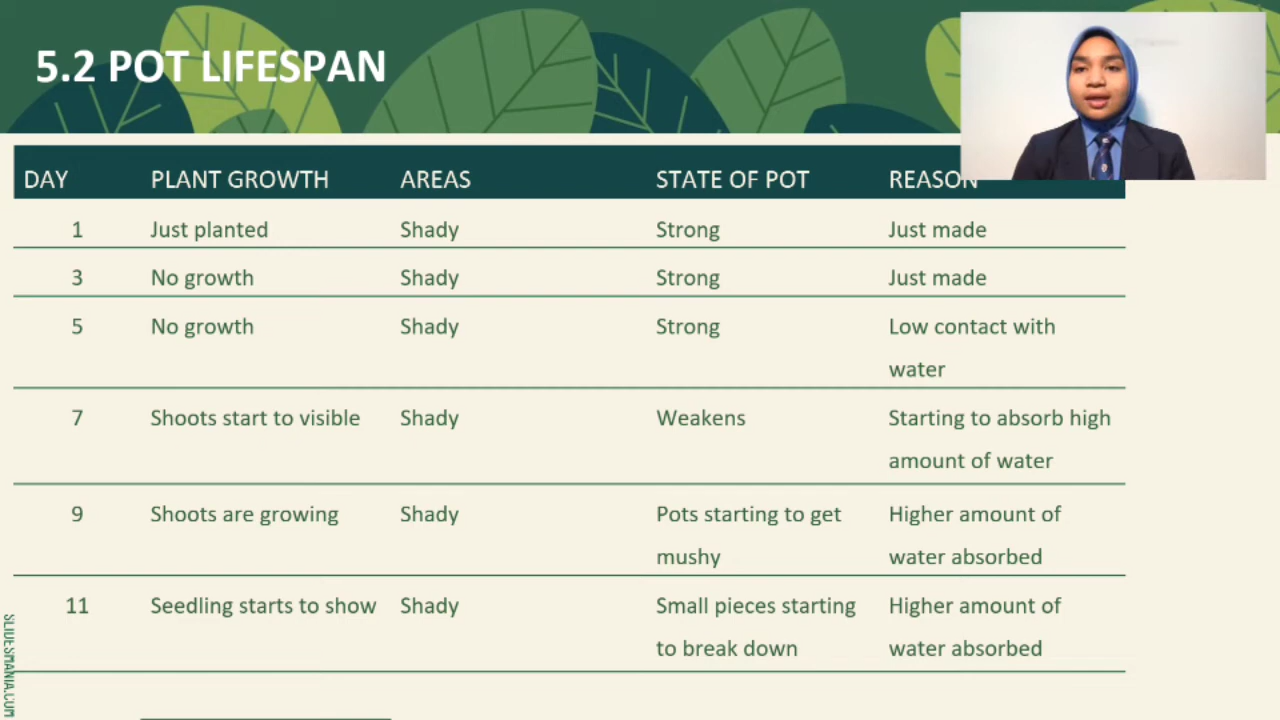 5.2 POT LIFESPAN
DAY PLANT GROWTH AREAS STATE OF POT REASON
1 Just planted Shady Strong Just made
3 No growth Shady Strong Just made
5 No growth Shady Strong Low contact with
water
7 Shoots start to visible Shady Weakens Starting to absorb high
amount of water
9 Shoots are growing Shady Pots starting to get Higher amount of
mushy water absorbed
11 Seedling starts to show Shady Small pieces starting Higher amount of
to break down water absorbed
SLIDESMANIA.COM